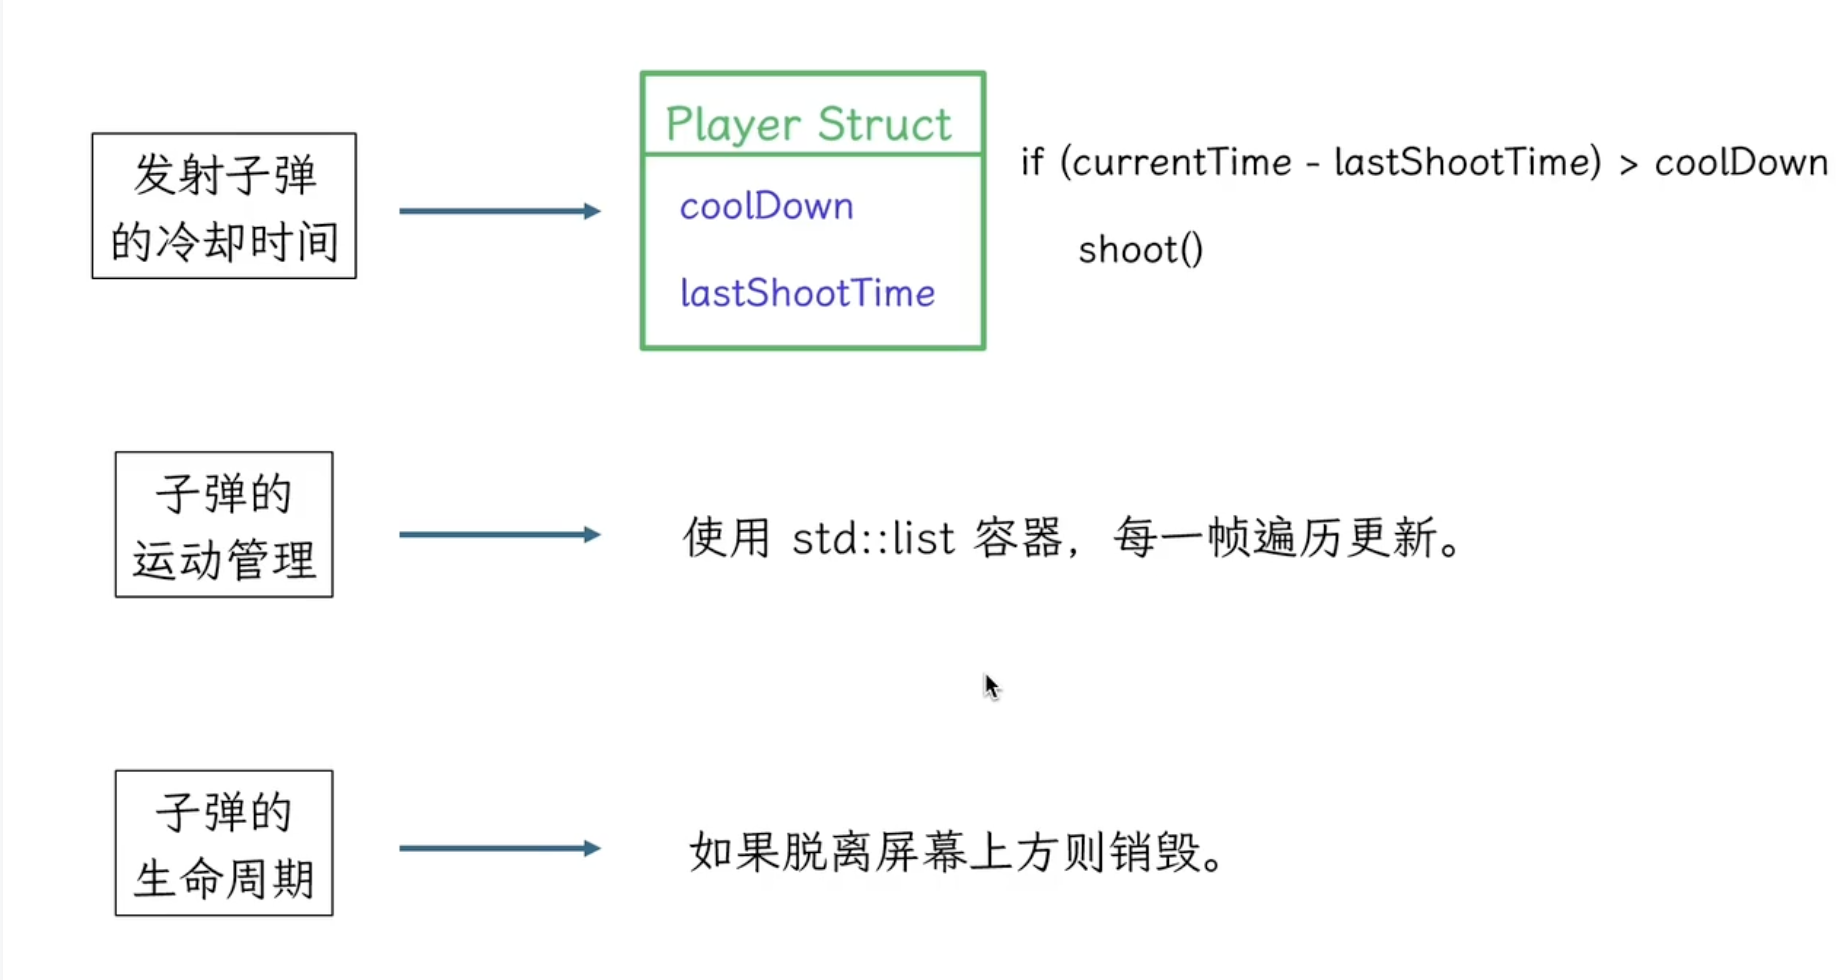 发射子弹
的冷却时间
Player Struct
coolDown
lastShootTime
if (currentTime - lastShootTime) > coolDown
shoot()
子弹的
运动管理
使用 std::list 容器，每一帧遍历更新。
子弹的
生命周期
如果脱离屏幕上方则销毁。